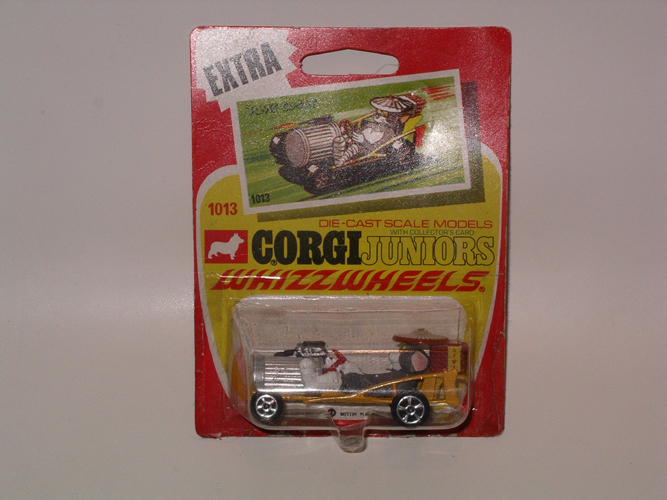 EXTRA
1013
1013
DIE-CAST SCALE MODELS
WITH COLLECTOR'S CARD
CORGI JUNIORS
WHIZZWHEELS